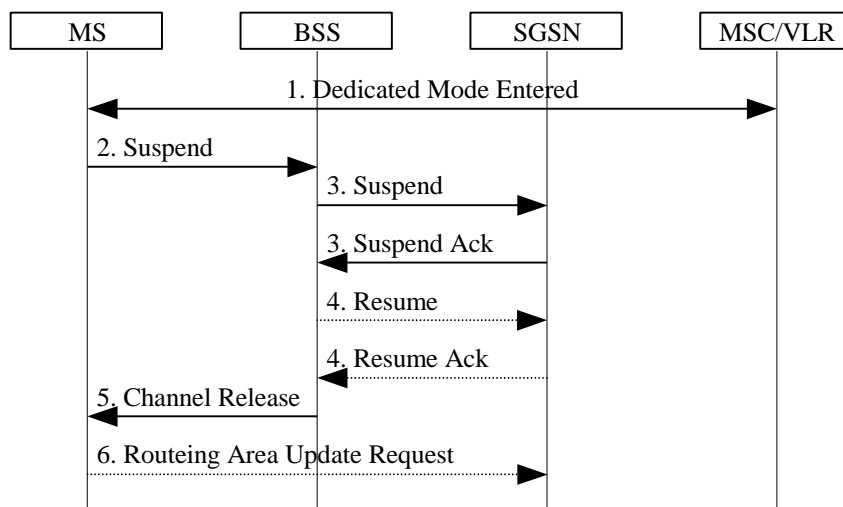 MS BSS SGSN MSC/VLR
1. Dedicated Mode Entered
2. Suspend
3. Suspend
3. Suspend Ack
4. Resume
4. Resume Ack
5. Channel Release
6. Routeing Area Update Request